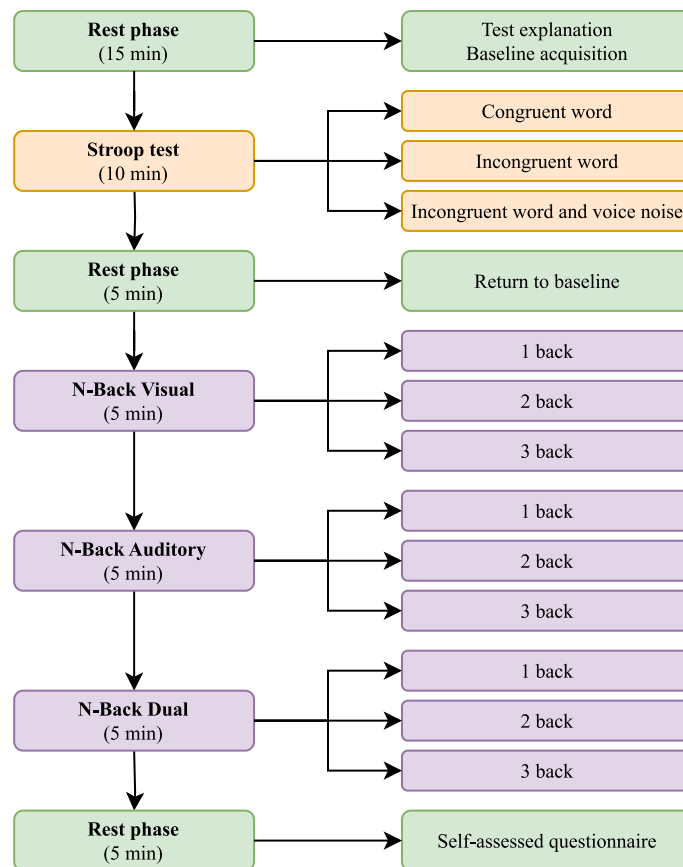 Rest phase
(15 min)
Test explanation
Baseline acquisition
Stroop test
(10 min)
Congruent word
Incongruent word
Incongruent word and voice noise
Rest phase
(5 min)
Return to baseline
N-Back Visual
(5 min)
1 back
2 back
3 back
N-Back Auditory
(5 min)
1 back
2 back
3 back
N-Back Dual
(5 min)
1 back
2 back
3 back
Rest phase
(5 min)
Self-assessed questionnaire